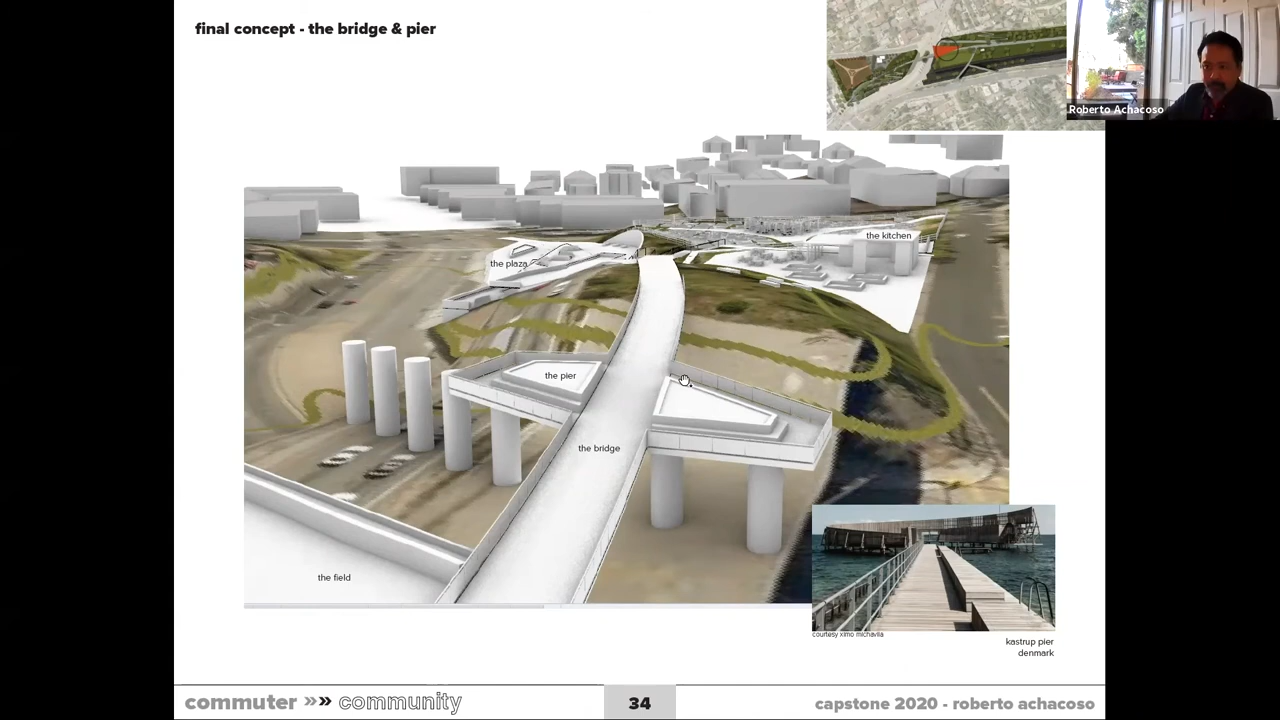 final concept - the bridge & pier
Roberto Achacoso
the kitchen
the plaza
the pier
the bridge
the field
courtesy ximo michavila
kastrup pier
denmark
commuter »» community
34
capstone 2020 - roberto achacoso